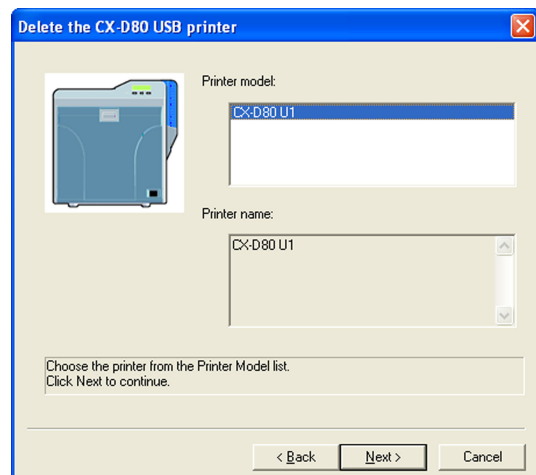 Delete the CX-D80 USB printer
Printer model:
CX-D80 U1
Printer name:
CX-D80 U1
Choose the printer from the Printer Model list.
Click Next to continue.
< Back
Next >
Cancel